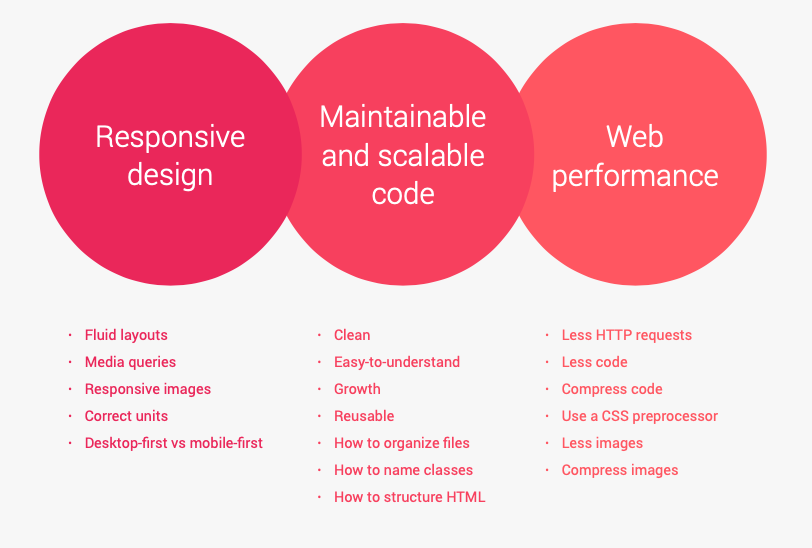 Responsive
design
Maintainable
and scalable
code
Web
performance
· Fluid layouts
· Media queries
· Responsive images
· Correct units
· Desktop-first vs mobile-first
· Clean
· Easy-to-understand
· Growth
· Reusable
· How to organize files
· How to name classes
· How to structure HTML
· Less HTTP requests
· Less code
· Compress code
· Use a CSS preprocessor
· Less images
· Compress images